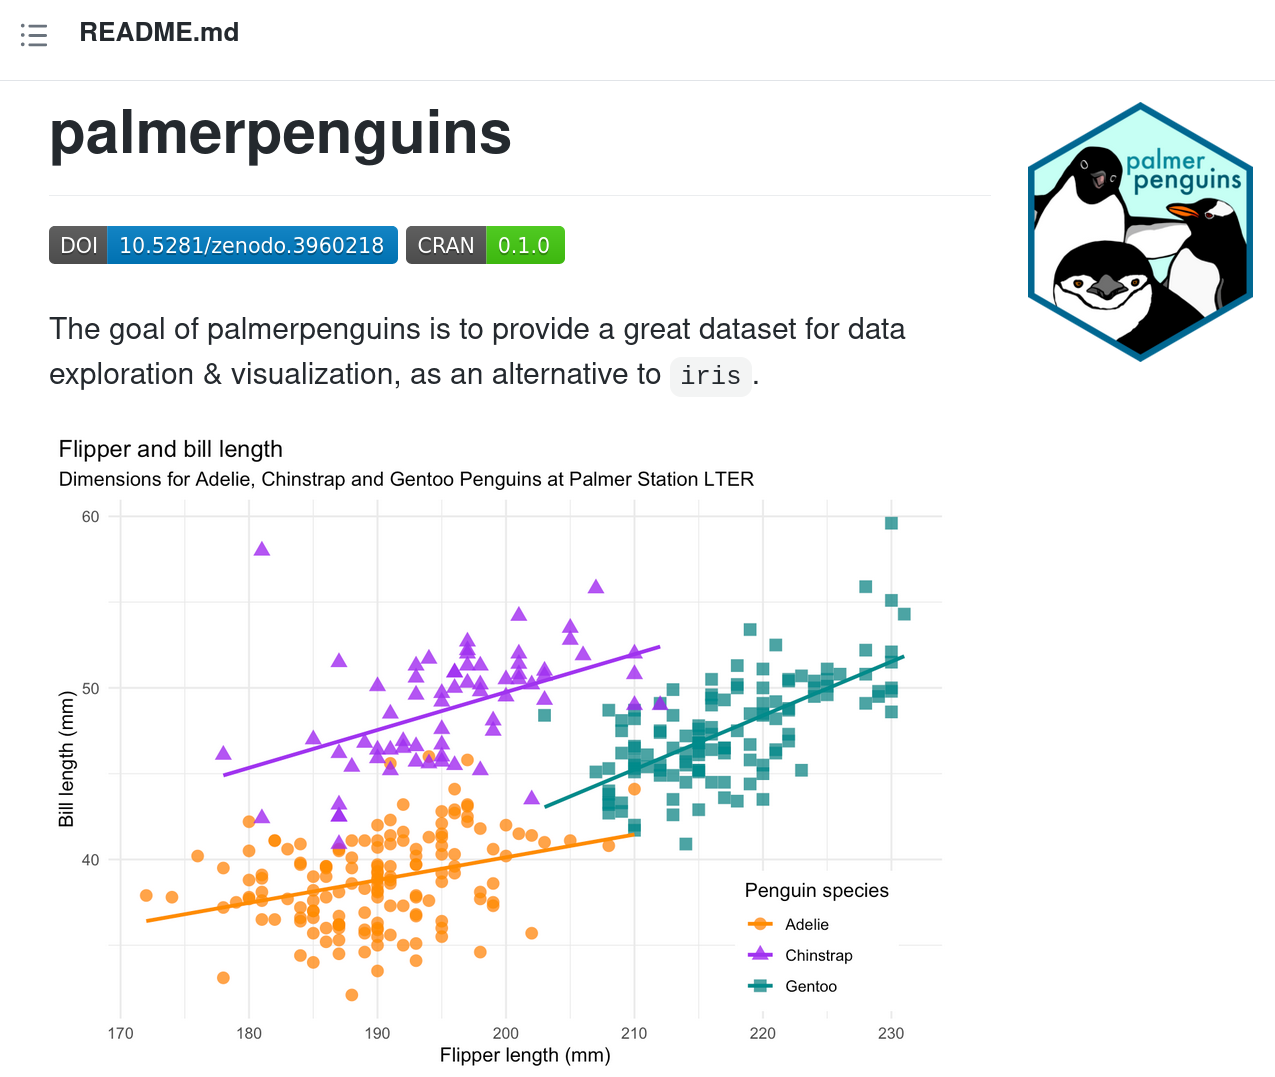 README.md
palmerpenguins
palmer
penguins
DOI 10.5281/zenodo.3960218 CRAN 0.1.0
The goal of palmerpenguins is to provide a great dataset for data
exploration & visualization, as an alternative to iris.
Flipper and bill length
Dimensions for Adelie, Chinstrap and Gentoo Penguins at Palmer Station LTER
60
50
40
Bill length (mm)
Penguin species
Adelie
Chinstrap
Gentoo
170 180 190 200 210 220 230
Flipper length (mm)